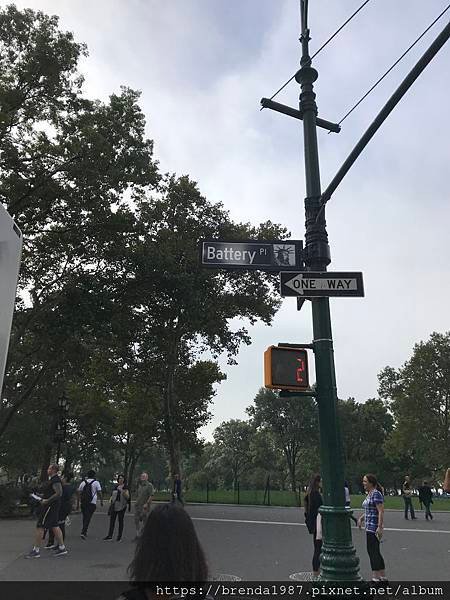 Battery Pl
ONE WAY
2
https://brenda1987.pixnet.net/album